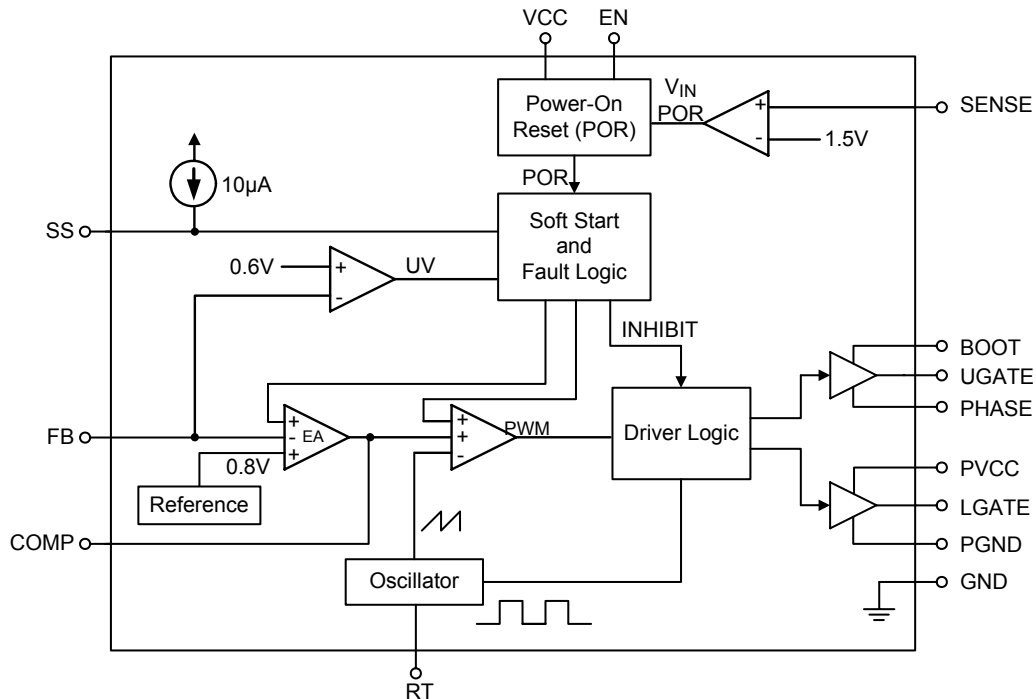 VCC EN
Power-On
Reset (POR)
VIN
POR
+
-
1.5V
SENSE
POR
10µA
SS
Soft Start
and
Fault Logic
0.6V
+
-
UV
INHIBIT
BOOT
UGATE
PHASE
FB
+
-
+
EA
0.8V
Reference
+
+
-
PWM
Driver Logic
PVCC
LGATE
PGND
COMP
Oscillator
GND
RT